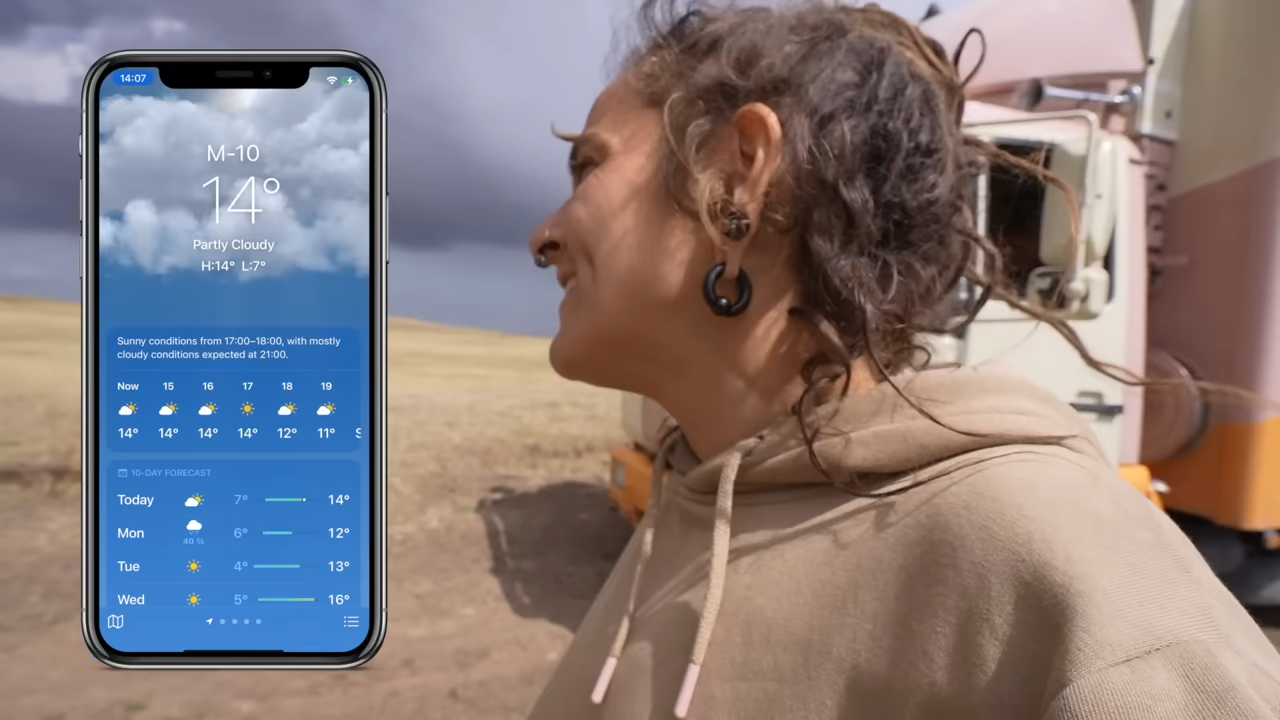 14:07
M-10
14°
Partly Cloudy
H:14° L:7°
Sunny conditions from 17:00–18:00, with mostly
cloudy conditions expected at 21:00.
Now 15 16 17 18 19
14° 14° 14° 14° 12° 11° S
10-DAY FORECAST
Today 7° 14°
Mon 40 % 6° 12°
Tue 4° 13°
Wed 5° 16°